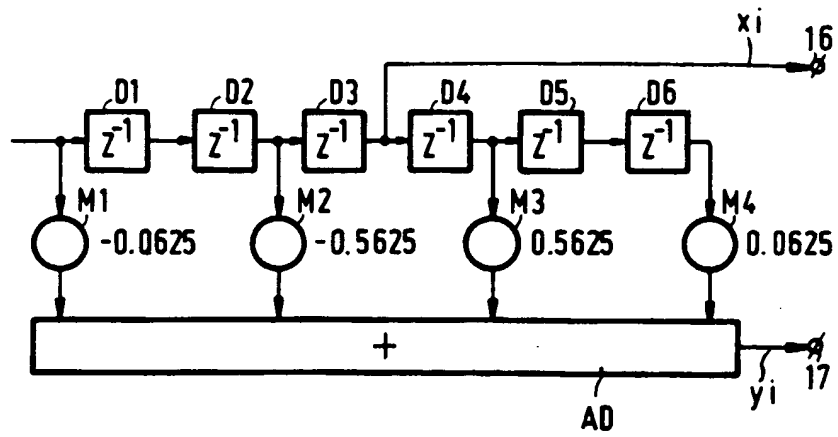 xi
16
D1
D2
D3
D4
D5
D6
z⁻¹
z⁻¹
z⁻¹
z⁻¹
z⁻¹
z⁻¹
M1
-0.0625
M2
-0.5625
M3
0.5625
M4
0.0625
+
yi
17
AD